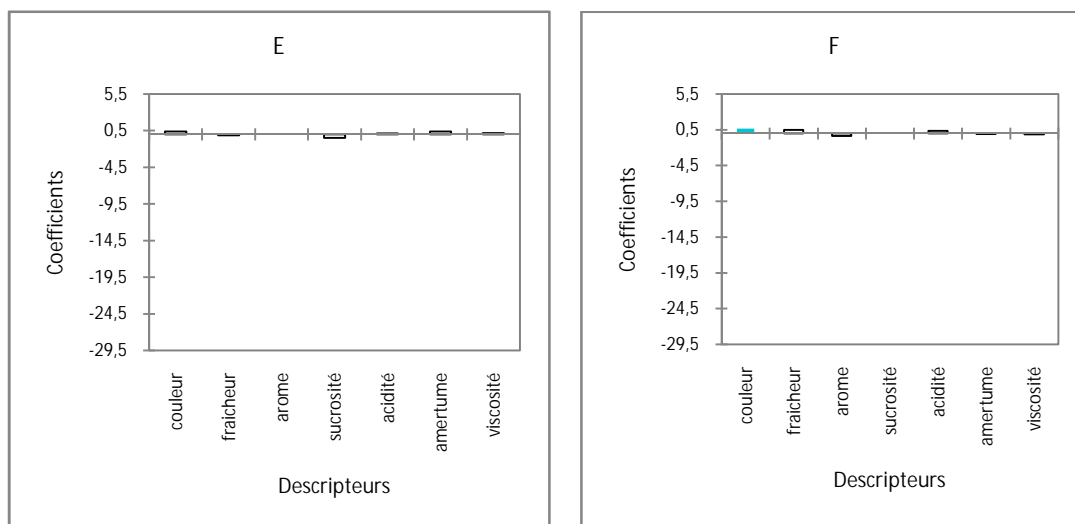 E
5,5
0,5
-4,5
-9,5
-14,5
-19,5
-24,5
-29,5
Coefficients
couleur
fraicheur
arome
sucrosité
acidité
amertume
viscosité
Descripteurs
F
5,5
0,5
-4,5
-9,5
-14,5
-19,5
-24,5
-29,5
Coefficients
couleur
fraicheur
arome
sucrosité
acidité
amertume
viscosité
Descripteurs